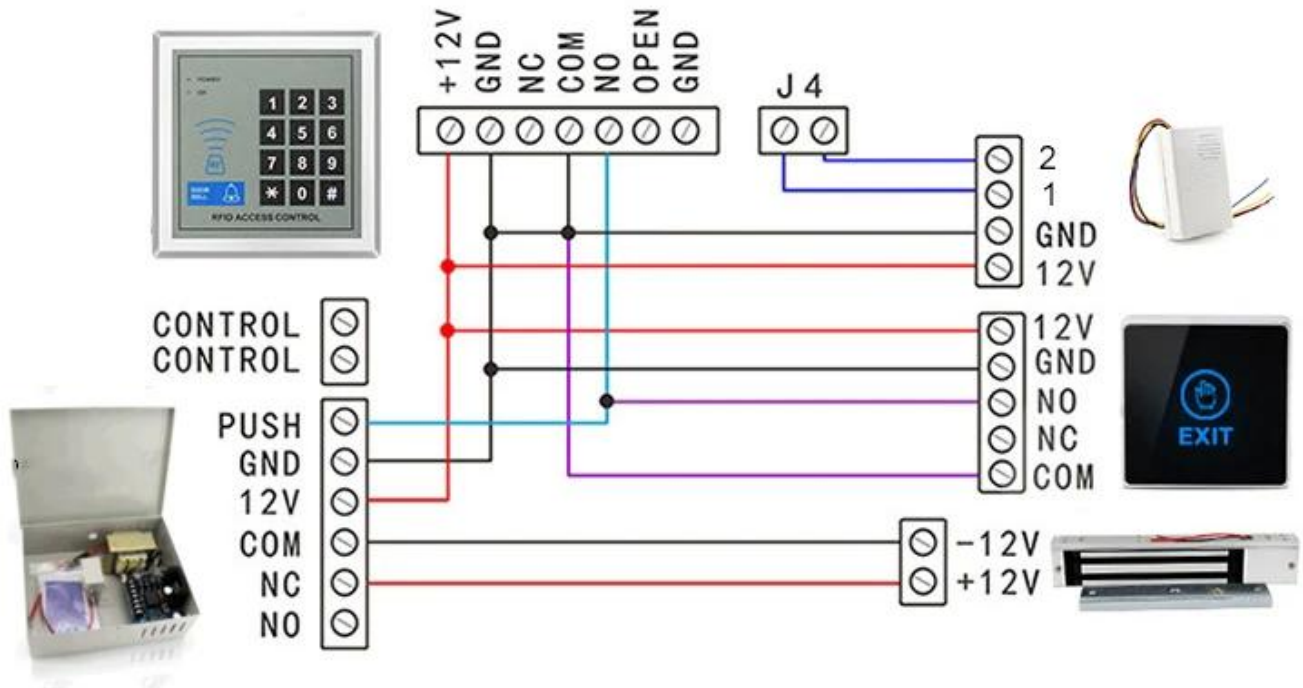 +12V
GND
NC
COM
NO
OPEN
GND
J4
1 2 3
4 5 6
7 8 9
* 0 #
RFID ACCESS CONTROL
2
1
GND
12V
CONTROL
CONTROL
12V
GND
NO
NC
COM
EXIT
PUSH
GND
12V
COM
NC
NO
-12V
+12V